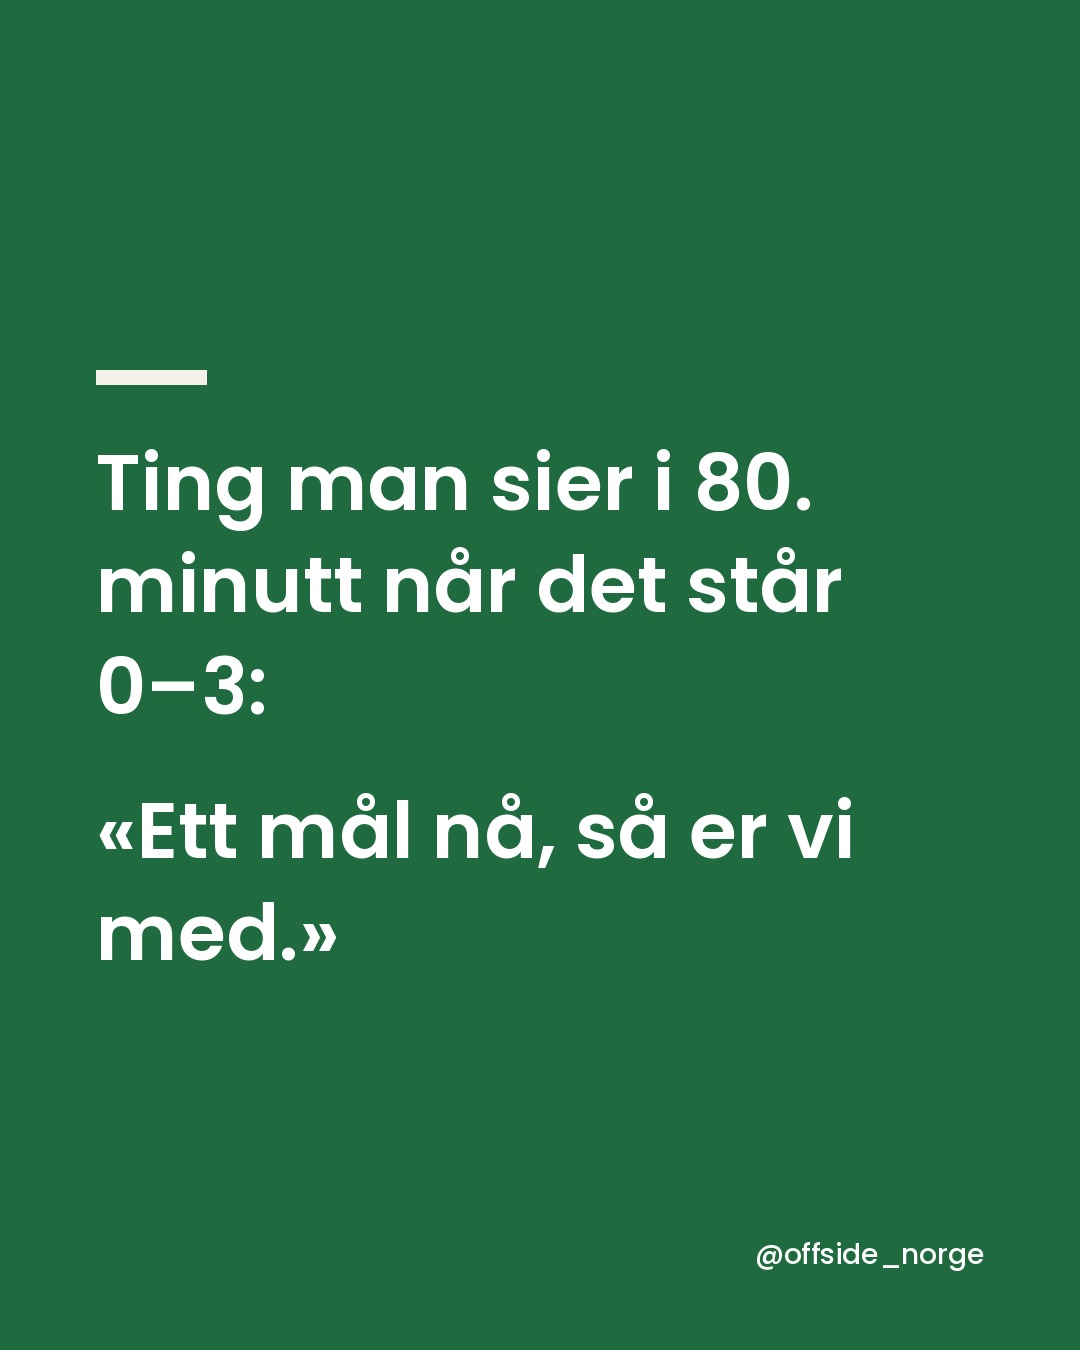 Ting man sier i 80.
minutt når det står
0–3:
«Ett mål nå, så er vi
med.»
@offside_norge